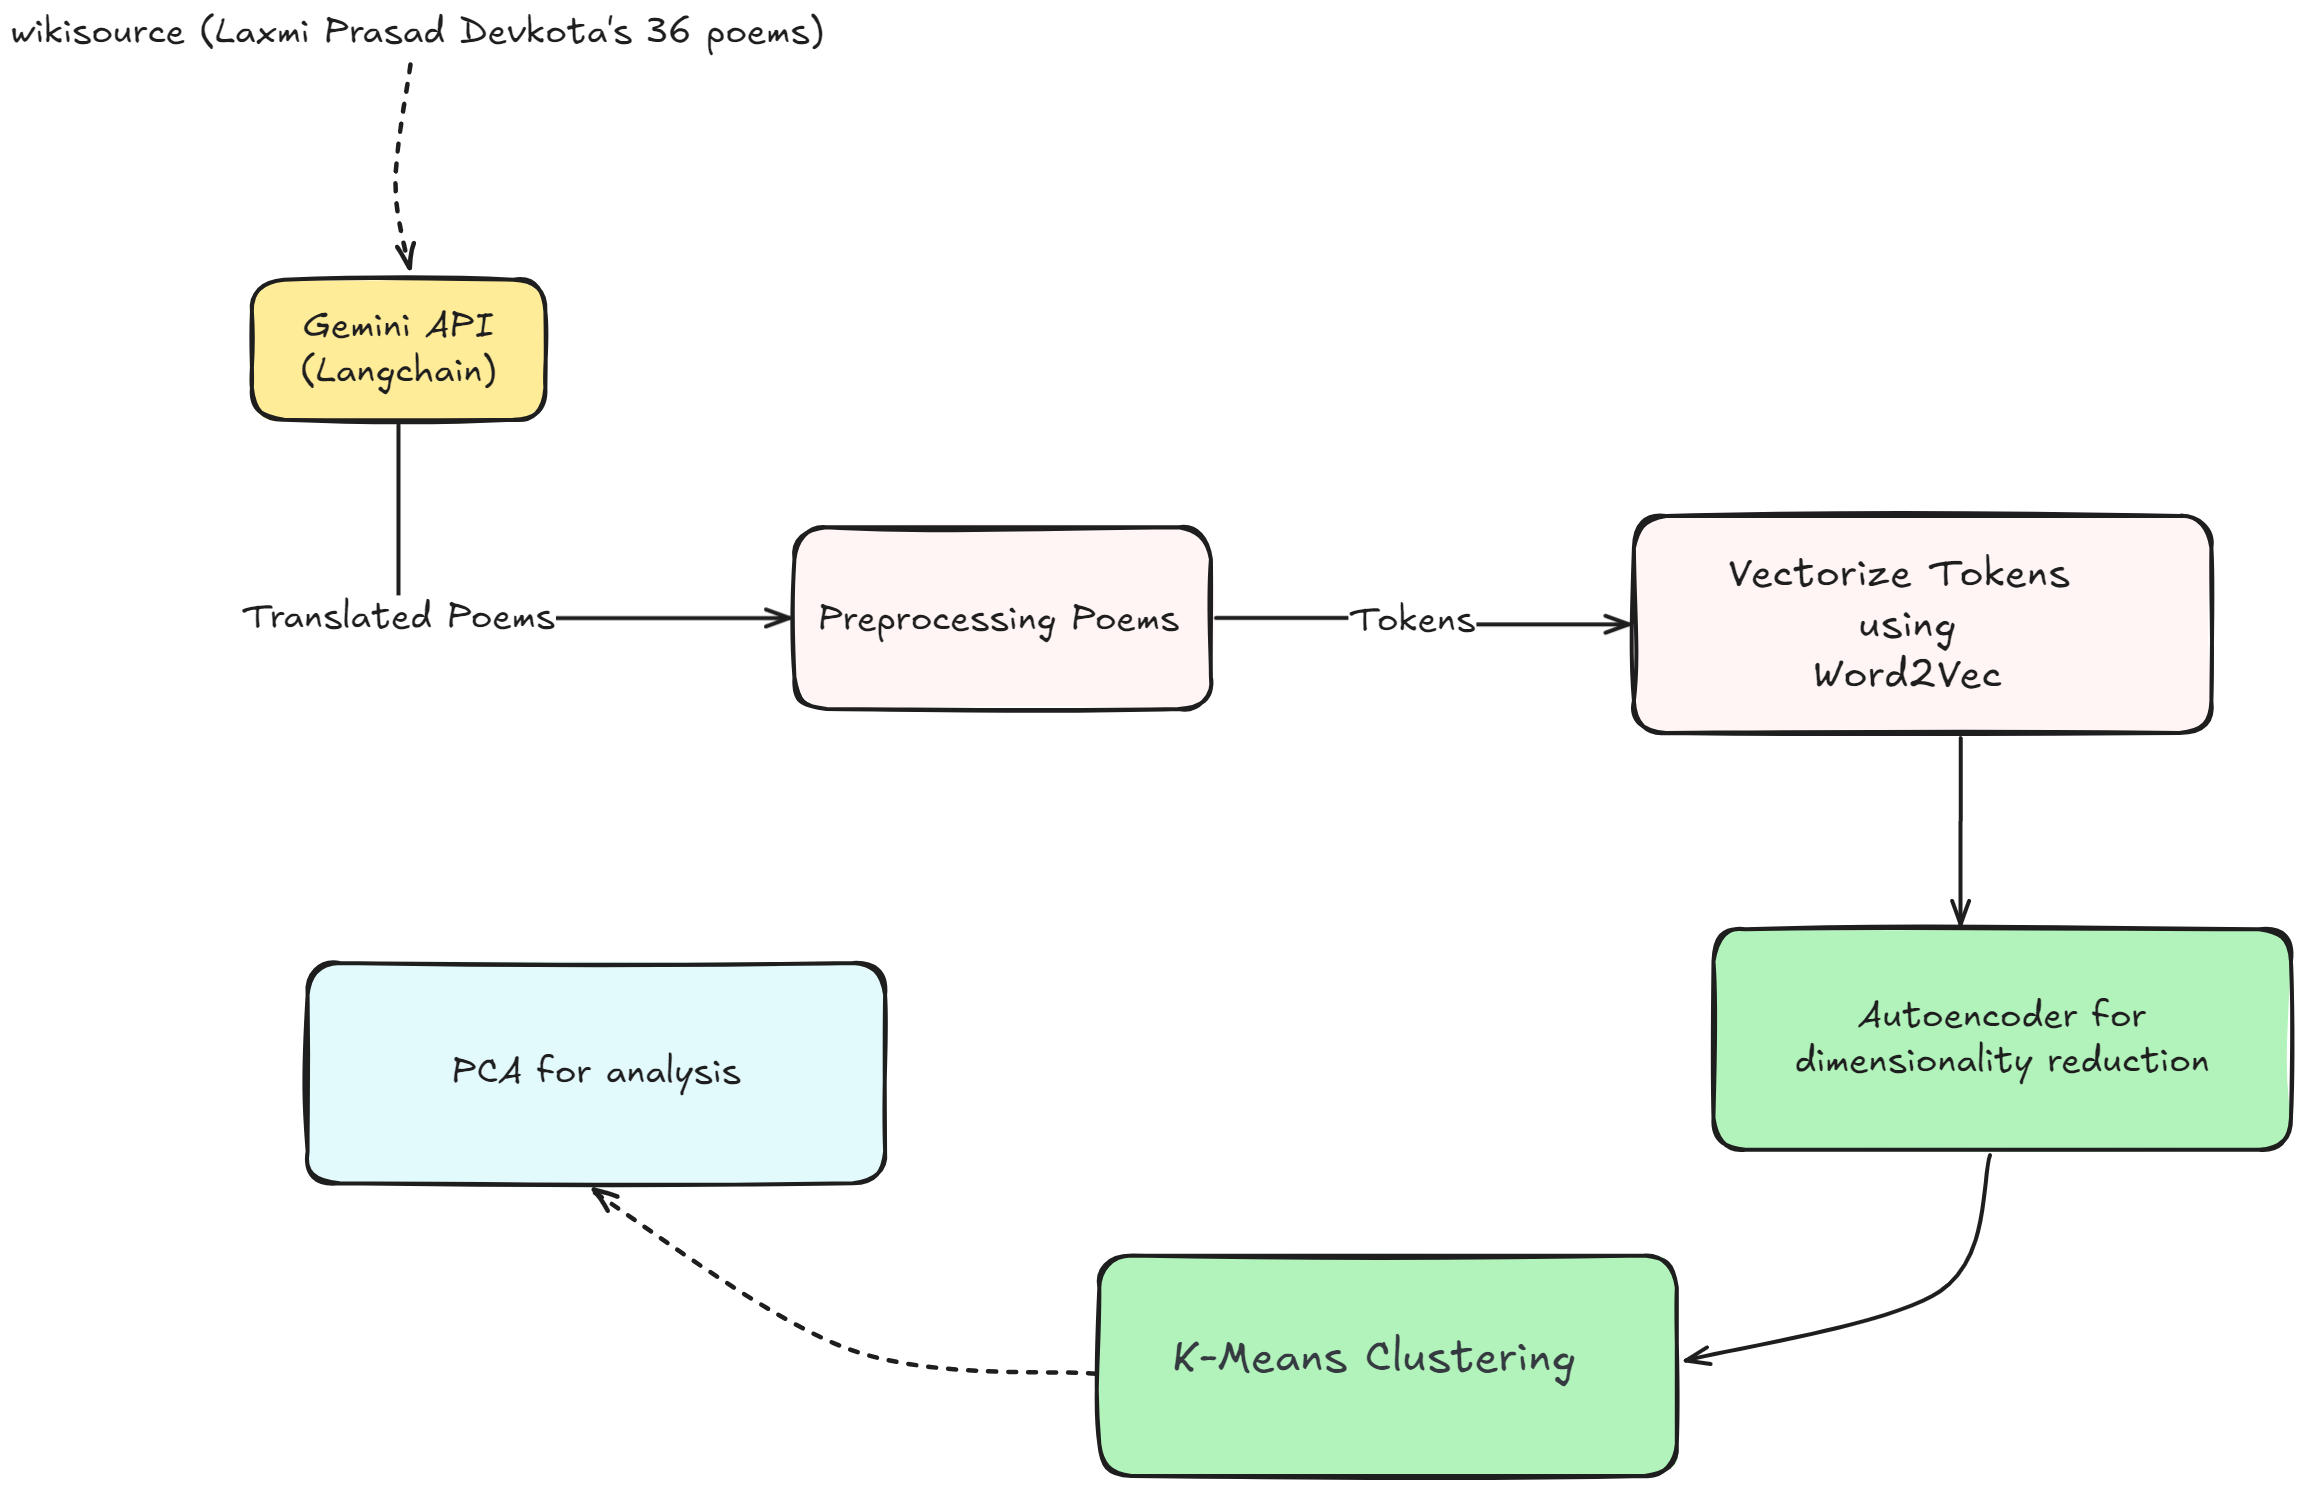 wikisource (Laxmi Prasad Devkota's 36 poems)
Gemini API
(Langchain)
Translated Poems
Preprocessing Poems
Tokens
Vectorize Tokens
using
Word2Vec
Autoencoder for
dimensionality reduction
PCA for analysis
K-Means Clustering